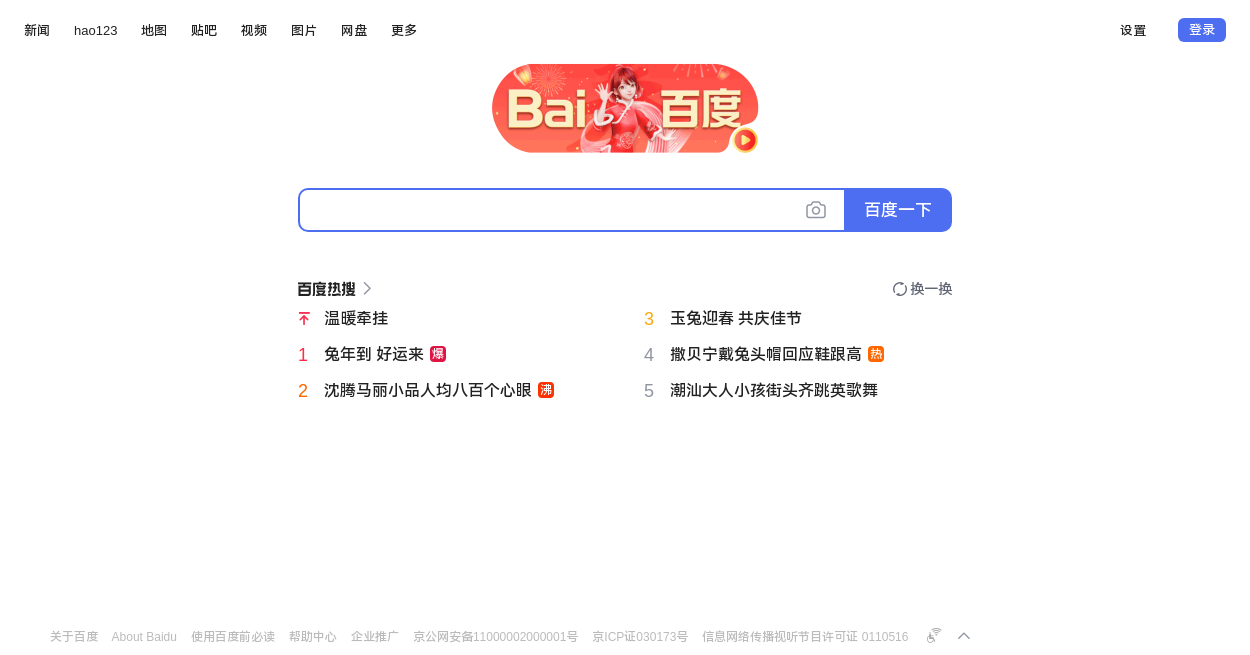 新闻 hao123 地图 贴吧 视频 图片 网盘 更多 设置 登录
Bai 百度
百度一下
百度热搜 换一换
温暖牵挂
1 兔年到 好运来 爆
2 沈腾马丽小品人均八百个心眼 沸
3 玉兔迎春 共庆佳节
4 撒贝宁戴兔头帽回应鞋跟高 热
5 潮汕大人小孩街头齐跳英歌舞
关于百度 About Baidu 使用百度前必读 帮助中心 企业推广 京公网安备11000002000001号 京ICP证030173号 信息网络传播视听节目许可证 0110516